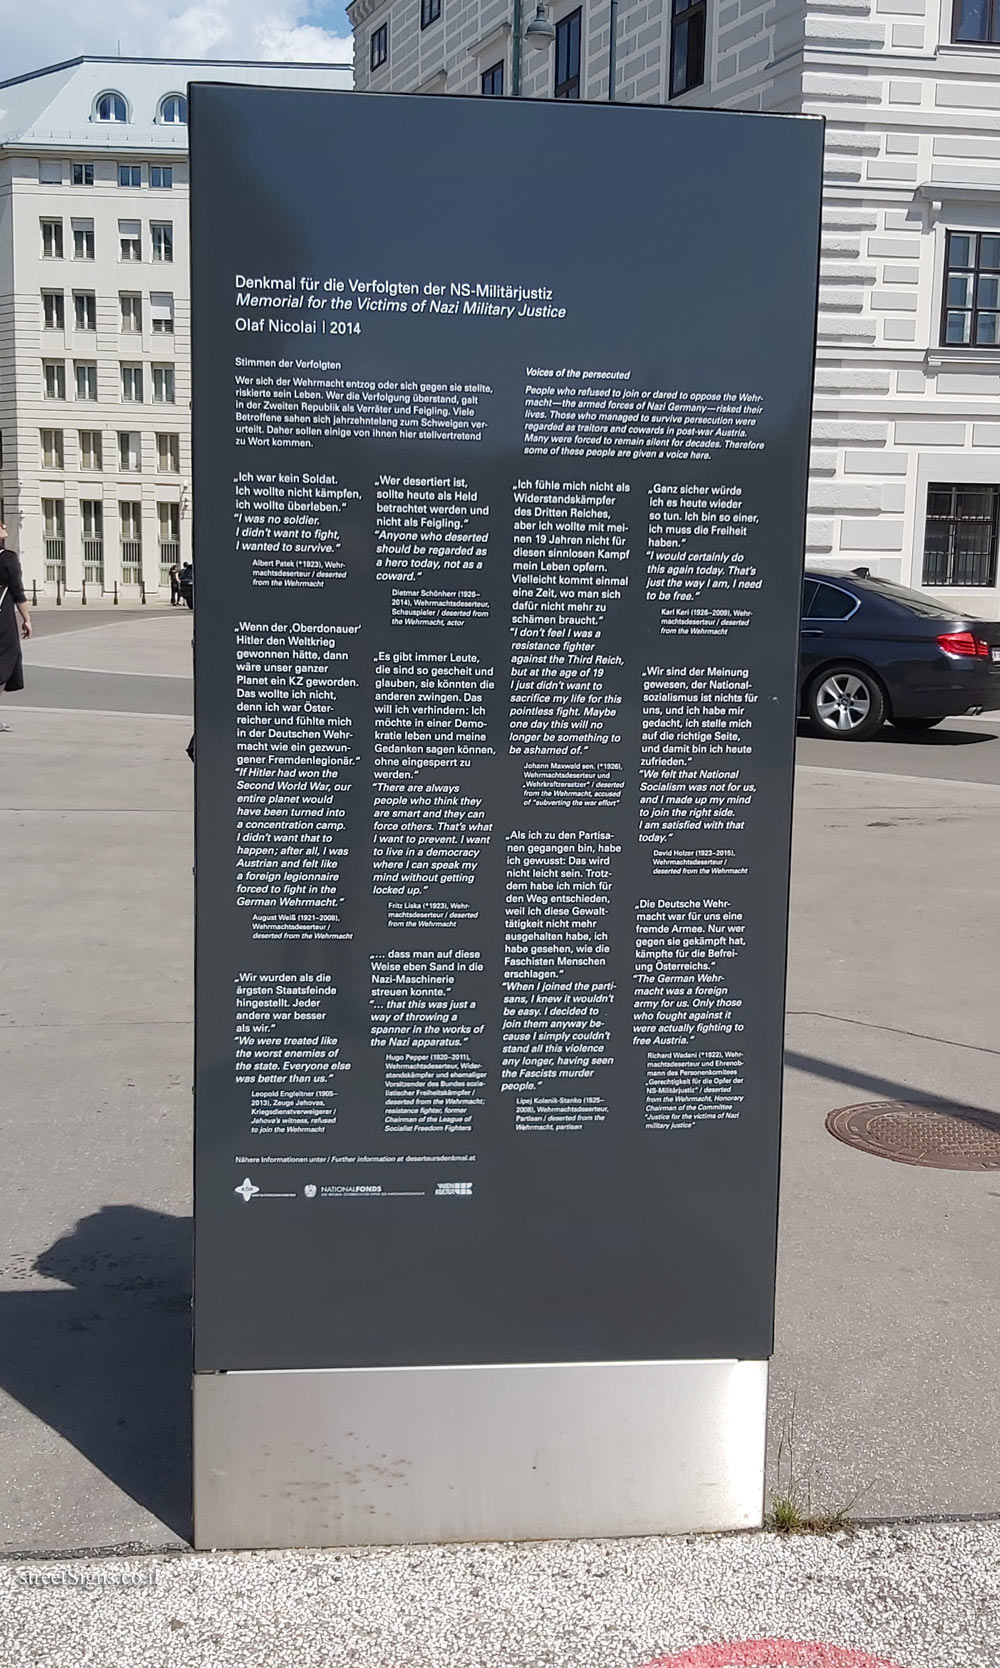 Denkmal für die Verfolgten der NS-Militärjustiz
Memorial for the Victims of Nazi Military Justice
Olaf Nicolai | 2014
Stimmen der Verfolgten
Wer sich der Wehrmacht entzog oder sich gegen sie stellte,
riskierte sein Leben. Wer die Verfolgung überstand, galt
in der Zweiten Republik als Verräter und Feigling. Viele
Betroffene sahen sich jahrzehntelang zum Schweigen ver-
urteilt. Daher sollen einige von ihnen hier stellvertretend
zu Wort kommen.
Voices of the persecuted
People who refused to join or dared to oppose the Wehr-
macht—the armed forces of Nazi Germany—risked their
lives. Those who managed to survive persecution were
regarded as traitors and cowards in post-war Austria.
Many were forced to remain silent for decades. Therefore
some of these people are given a voice here.
„Ich war kein Soldat.
Ich wollte nicht kämpfen,
ich wollte überleben.“
“I was no soldier.
I didn't want to fight,
I wanted to survive.”
Albert Patek (*1923), Wehr-
machtsdeserteur / deserted
from the Wehrmacht
„Wenn der ‚Oberdonauer‘
Hitler den Weltkrieg
gewonnen hätte, dann
wäre unser ganzer
Planet ein KZ geworden.
Das wollte ich nicht,
denn ich war Öster-
reicher und fühlte mich
in der Deutschen Wehr-
macht wie ein gezwun-
gener Fremdenlegionär.“
“If Hitler had won the
Second World War, our
entire planet would
have been turned into
a concentration camp.
I didn't want that to
happen; after all, I was
Austrian and felt like
a foreign legionnaire
forced to fight in the
German Wehrmacht.”
August Weiß (1921–2008),
Wehrmachtsdeserteur /
deserted from the Wehrmacht
„Wir wurden als die
ärgsten Staatsfeinde
hingestellt. Jeder
andere war besser
als wir.“
“We were treated like
the worst enemies of
the state. Everyone else
was better than us.”
Leopold Engleitner (1905–
2013), Zeuge Jehovas,
Kriegsdienstverweigerer /
Jehova's witness, refused
to join the Wehrmacht
„Wer desertiert ist,
sollte heute als Held
betrachtet werden und
nicht als Feigling.“
“Anyone who deserted
should be regarded as
a hero today, not as a
coward.”
Dietmar Schönherr (1926–
2014), Wehrmachtsdeserteur,
Schauspieler / deserted from
the Wehrmacht, actor
„Es gibt immer Leute,
die sind so gescheit und
glauben, sie könnten die
anderen zwingen. Das
will ich verhindern: Ich
möchte in einer Demo-
kratie leben und meine
Gedanken sagen können,
ohne eingesperrt zu
werden.“
“There are always
people who think they
are smart and they can
force others. That's what
I want to prevent. I want
to live in a democracy
where I can speak my
mind without getting
locked up.”
Fritz Liska (*1923), Wehr-
machtsdeserteur / deserted
from the Wehrmacht
„... dass man auf diese
Weise eben Sand in die
Nazi-Maschinerie
streuen konnte.“
“... that this was just a
way of throwing a
spanner in the works of
the Nazi apparatus.”
Hugo Pepper (1920–2011),
Wehrmachtsdeserteur, Wider-
standskämpfer und ehemaliger
Vorsitzender des Bundes sozia-
listischer Freiheitskämpfer /
deserted from the Wehrmacht;
resistance fighter, former
Chairman of the League of
Socialist Freedom Fighters
„Ich fühle mich nicht als
Widerstandskämpfer
des Dritten Reiches,
aber ich wollte mit mei-
nen 19 Jahren nicht für
diesen sinnlosen Kampf
mein Leben opfern.
Vielleicht kommt einmal
eine Zeit, wo man sich
dafür nicht mehr zu
schämen braucht.“
“I don't feel I was a
resistance fighter
against the Third Reich,
but at the age of 19
I just didn't want to
sacrifice my life for this
pointless fight. Maybe
one day this will no
longer be something to
be ashamed of.”
Johann Maxwald sen. (*1926),
Wehrmachtsdeserteur und
„Wehrkraftzersetzer“ / deserted
from the Wehrmacht, accused
of “subverting the war effort”
„Als ich zu den Partisa-
nen gegangen bin, habe
ich gewusst: Das wird
nicht leicht sein. Trotz-
dem habe ich mich für
den Weg entschieden,
weil ich diese Gewalt-
tätigkeit nicht mehr
ausgehalten habe, ich
habe gesehen, wie die
Faschisten Menschen
erschlagen.“
“When I joined the parti-
sans, I knew it wouldn't
be easy. I decided to
join them anyway be-
cause I simply couldn't
stand all this violence
any longer, having seen
the Fascists murder
people.”
Lipej Kolenik-Stanko (1925–
2008), Wehrmachtsdeserteur,
Partisan / deserted from the
Wehrmacht, partisan
„Ganz sicher würde
ich es heute wieder
so tun. Ich bin so einer,
ich muss die Freiheit
haben.“
“I would certainly do
this again today. That's
just the way I am, I need
to be free.”
Karl Keri (1926–2009), Wehr-
machtsdeserteur / deserted
from the Wehrmacht
„Wir sind der Meinung
gewesen, der National-
sozialismus ist nichts für
uns, und ich habe mir
gedacht, ich stelle mich
auf die richtige Seite,
und damit bin ich heute
zufrieden.“
“We felt that National
Socialism was not for us,
and I made up my mind
to join the right side.
I am satisfied with that
today.”
David Holzer (1923–2015),
Wehrmachtsdeserteur /
deserted from the Wehrmacht
„Die Deutsche Wehr-
macht war für uns eine
fremde Armee. Nur wer
gegen sie gekämpft hat,
kämpfte für die Befrei-
ung Österreichs.“
“The German Wehr-
macht was a foreign
army for us. Only those
who fought against it
were actually fighting to
free Austria.”
Richard Wadani (*1922), Wehr-
machtsdeserteur und Ehrenob-
mann des Personenkomitees
„Gerechtigkeit für die Opfer der
NS-Militärjustiz“ / deserted
from the Wehrmacht, Honorary
Chairman of the Committee
“Justice for the victims of Nazi
military justice”
Nähere Informationen unter / Further information at deserteursdenkmal.at
KÖR
NATIONALFONDS
WIEN
KULTUR
streetSigns.co.il